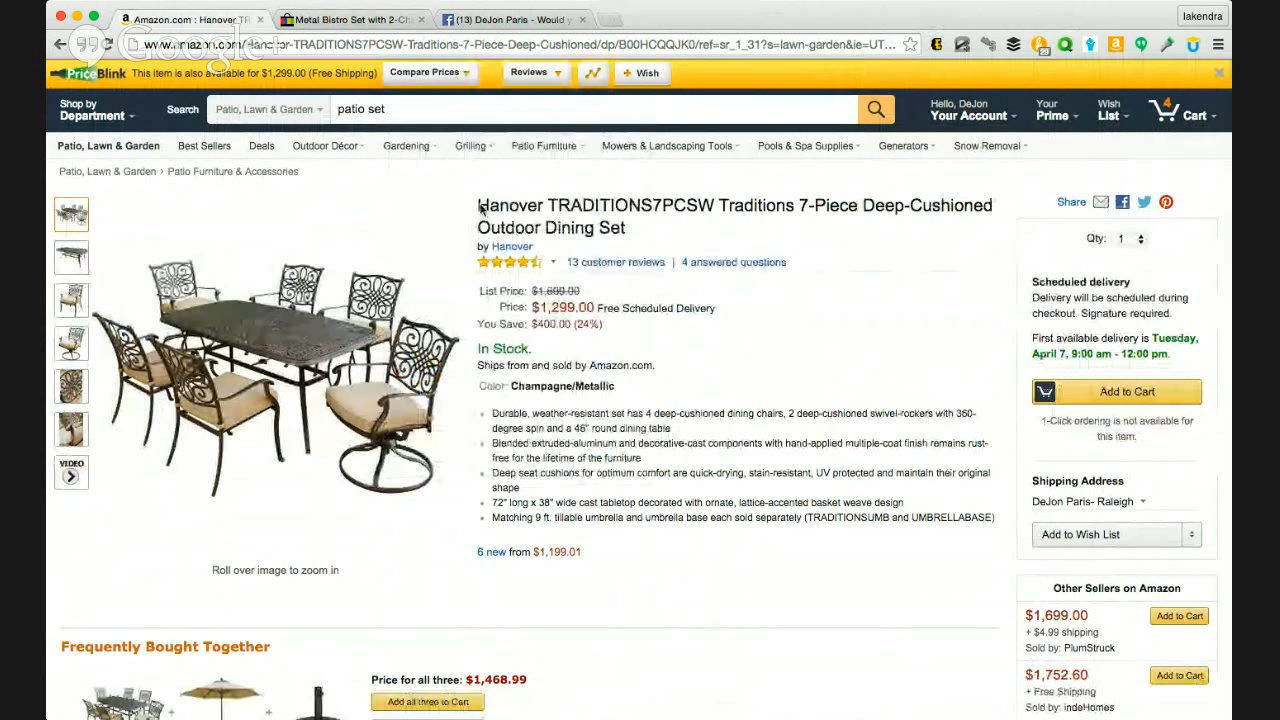 Amazon.com : Hanover TR
Metal Bistro Set with 2-Ch
(13) DeJon Paris - Would y
lakendra
Google+
www.amazon.com/Hanover-TRADITIONS7PCSW-Traditions-7-Piece-Deep-Cushioned/dp/B00HCQQJK0/ref=sr_1_31?s=lawn-garden&ie=UT...
PriceBlink This item is also available for $1,299.00 (Free Shipping) Compare Prices Reviews + Wish
Shop by Department
Search Patio, Lawn & Garden patio set
Hello, DeJon
Your Account
Your Prime
Wish List
4 Cart
Patio, Lawn & Garden Best Sellers Deals Outdoor Décor Gardening Grilling Patio Furniture Mowers & Landscaping Tools Pools & Spa Supplies Generators Snow Removal
Patio, Lawn & Garden › Patio Furniture & Accessories
VIDEO
Roll over image to zoom in
Hanover TRADITIONS7PCSW Traditions 7-Piece Deep-Cushioned
Outdoor Dining Set
by Hanover
13 customer reviews | 4 answered questions
List Price: $1,699.00
Price: $1,299.00 Free Scheduled Delivery
You Save: $400.00 (24%)
In Stock.
Ships from and sold by Amazon.com.
Color: Champagne/Metallic
Durable, weather-resistant set has 4 deep-cushioned dining chairs, 2 deep-cushioned swivel-rockers with 360-
degree spin and a 48" round dining table
Blended extruded-aluminum and decorative-cast components with hand-applied multiple-coat finish remains rust-
free for the lifetime of the furniture
Deep seat cushions for optimum comfort are quick-drying, stain-resistant, UV protected and maintain their original
shape
72" long x 38" wide cast tabletop decorated with ornate, lattice-accented basket weave design
Matching 9 ft. tillable umbrella and umbrella base each sold separately (TRADITIONSUMB and UMBRELLABASE)
6 new from $1,199.01
Share
Qty: 1
Scheduled delivery
Delivery will be scheduled during
checkout. Signature required.
First available delivery is Tuesday,
April 7, 9:00 am - 12:00 pm.
Add to Cart
1-Click ordering is not available for
this item.
Shipping Address
DeJon Paris- Raleigh
Add to Wish List
Other Sellers on Amazon
$1,699.00 Add to Cart
+ $4.99 shipping
Sold by: PlumStruck
$1,752.60 Add to Cart
+ Free Shipping
Sold by: indeHomes
Frequently Bought Together
Price for all three: $1,468.99
Add all three to Cart